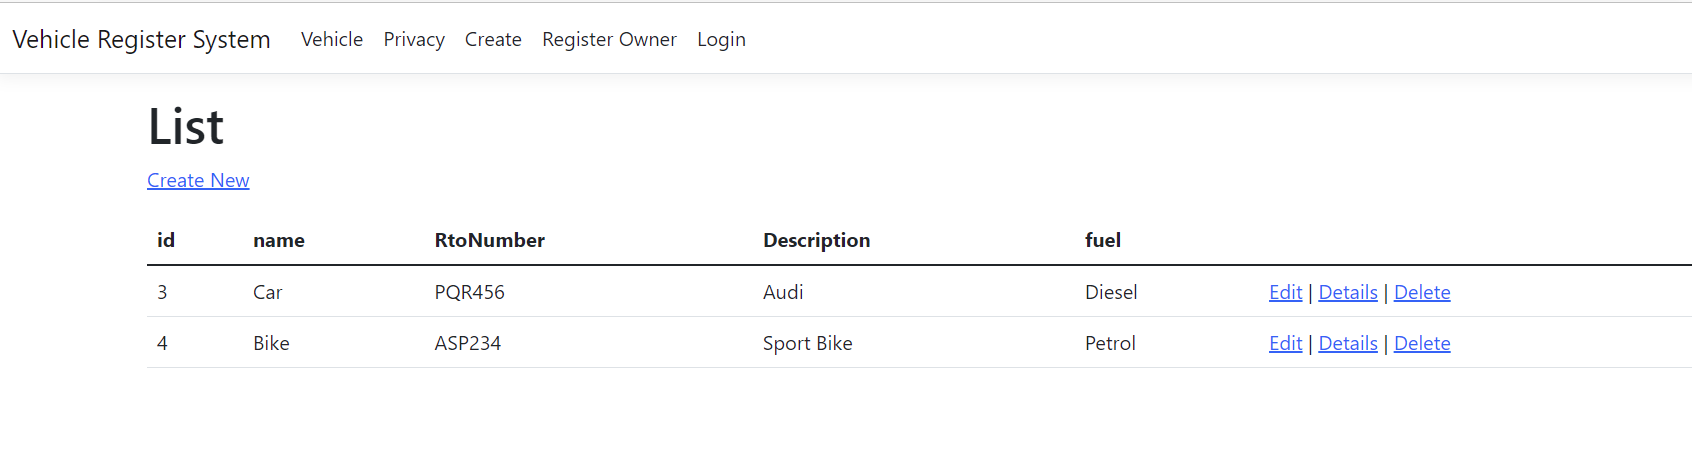 Vehicle Register System Vehicle Privacy Create Register Owner Login
List
Create New
id name RtoNumber Description fuel
3 Car PQR456 Audi Diesel Edit | Details | Delete
4 Bike ASP234 Sport Bike Petrol Edit | Details | Delete